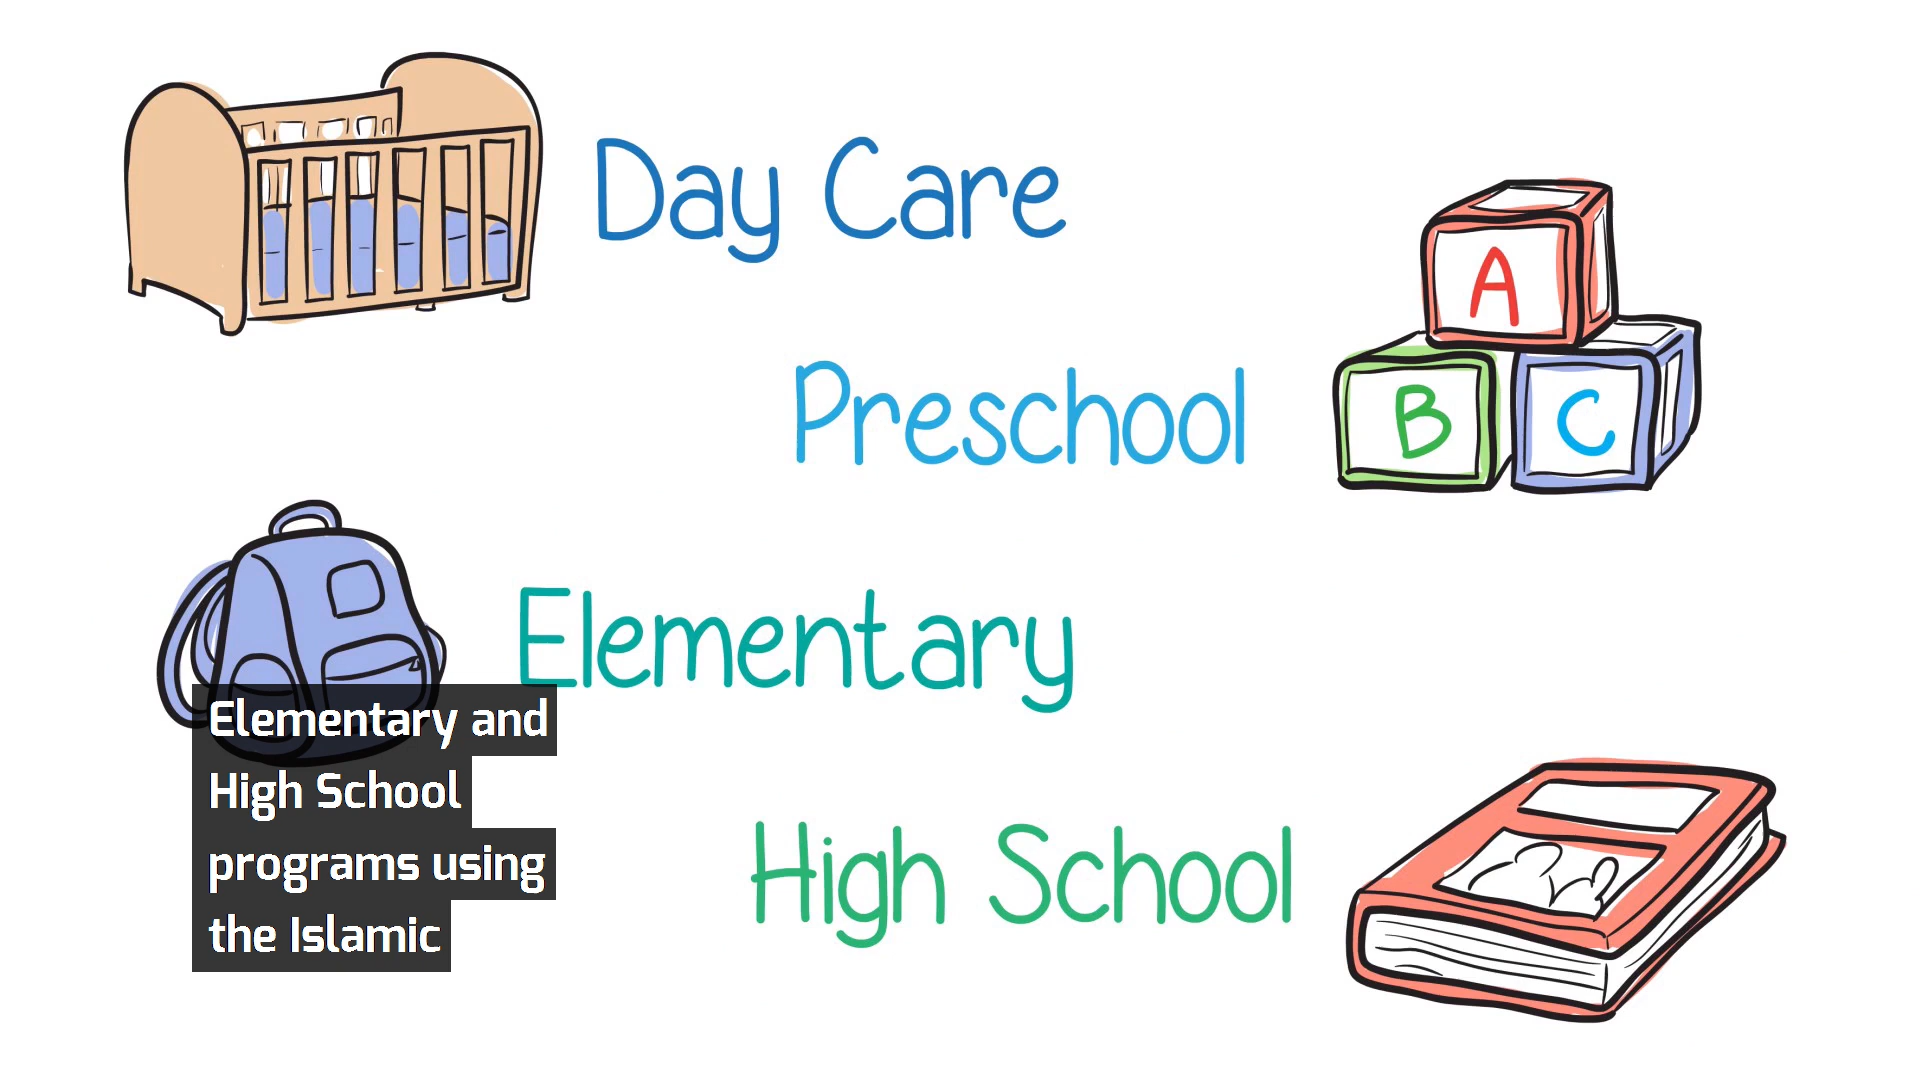 Day Care
A
Preschool
B
C
Elementary
Elementary and
High School
programs using
the Islamic
High School